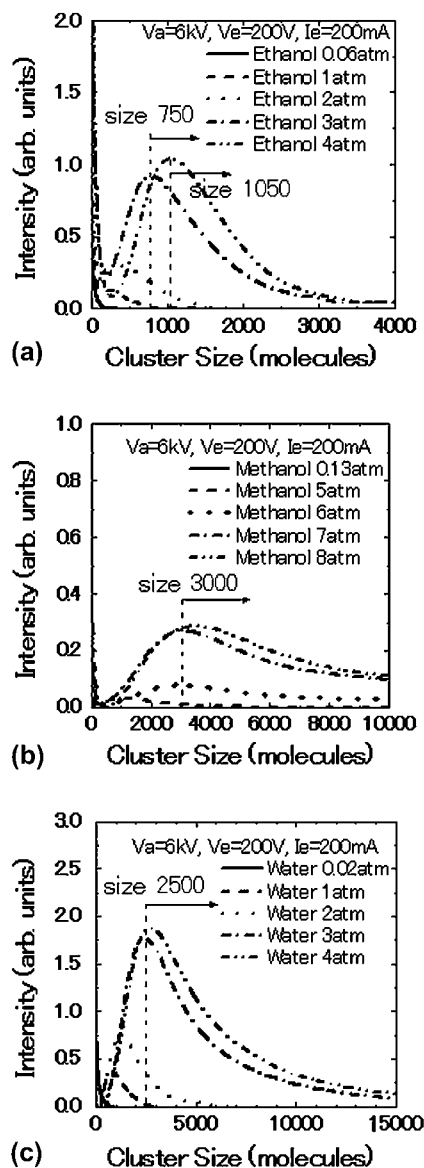 Va=6kV, Ve=200V, Ie=200mA
Ethanol 0.06atm
Ethanol 1atm
Ethanol 2atm
Ethanol 3atm
Ethanol 4atm
size 750
size 1050
Intensity (arb. units)
2.0
1.5
1.0
0.5
0.0
0 1000 2000 3000 4000
Cluster Size (molecules)
(a)
Va=6kV, Ve=200V, Ie=200mA
Methanol 0.13atm
Methanol 5atm
Methanol 6atm
Methanol 7atm
Methanol 8atm
size 3000
Intensity (arb. units)
1.0
0.8
0.6
0.4
0.2
0.0
0 2000 4000 6000 8000 10000
Cluster Size (molecules)
(b)
Va=6kV, Ve=200V, Ie=200mA
Water 0.02atm
Water 1atm
Water 2atm
Water 3atm
Water 4atm
size 2500
Intensity (arb. units)
3.0
2.5
2.0
1.5
1.0
0.5
0.0
0 5000 10000 15000
Cluster Size (molecules)
(c)